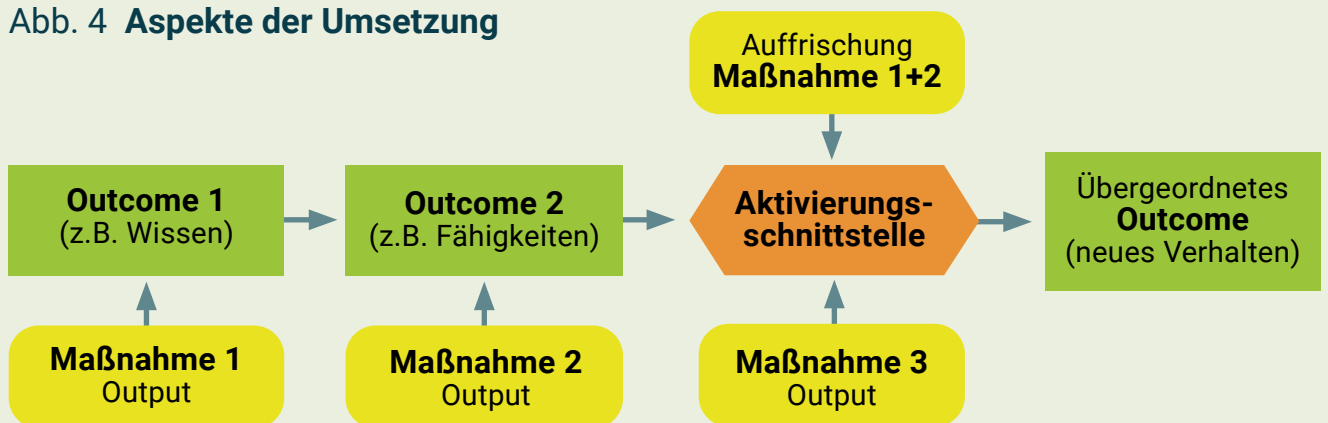 Abb. 4 Aspekte der Umsetzung
Auffrischung
Maßnahme 1+2
Outcome 1
(z.B. Wissen)
Outcome 2
(z.B. Fähigkeiten)
Aktivierungs-
schnittstelle
Übergeordnetes
Outcome
(neues Verhalten)
Maßnahme 1
Output
Maßnahme 2
Output
Maßnahme 3
Output